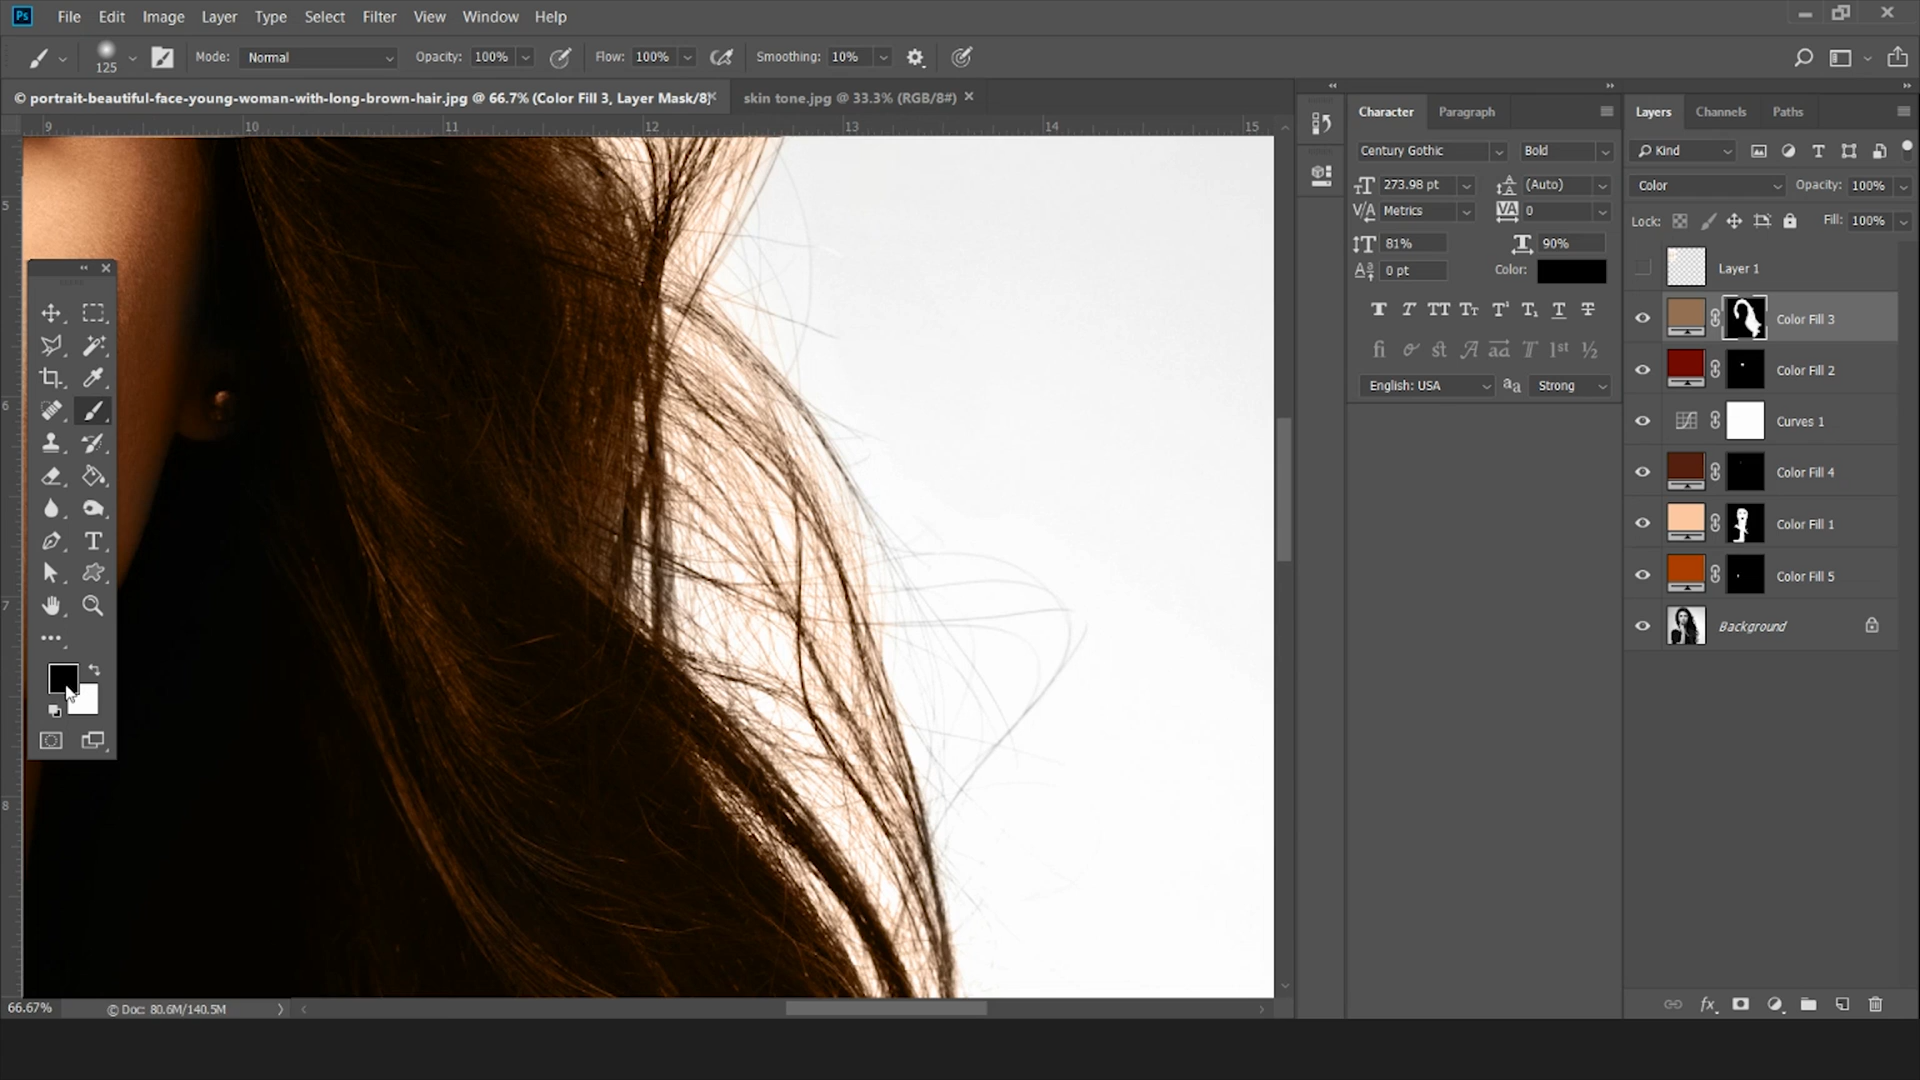 Ps File Edit Image Layer Type Select Filter View Window Help
125 Mode: Normal Opacity: 100% Flow: 100% Smoothing: 10%
© portrait-beautiful-face-young-woman-with-long-brown-hair.jpg @ 66.7% (Color Fill 3, Layer Mask/8) skin tone.jpg @ 33.3% (RGB/8#)
9 10 11 12 13 14 15
5
6
7
8
Character Paragraph
Century Gothic Bold
273.98 pt (Auto)
Metrics 0
81% 90%
0 pt Color:
English: USA Strong
Layers Channels Paths
Kind
Color Opacity: 100%
Lock: Fill: 100%
Layer 1
Color Fill 3
Color Fill 2
Curves 1
Color Fill 4
Color Fill 1
Color Fill 5
Background
66.67% © Doc: 80.6M/140.5M